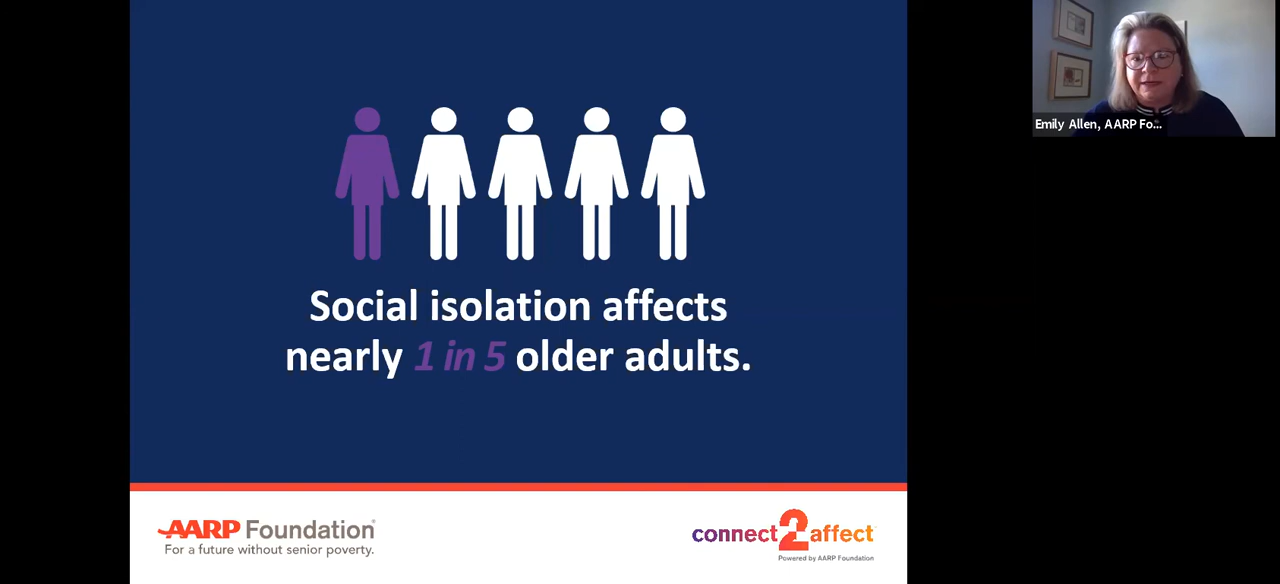 Social isolation affects
nearly 1 in 5 older adults.
AARP Foundation®
For a future without senior poverty.
connect2affect
Powered by AARP Foundation
Emily Allen, AARP Fo...